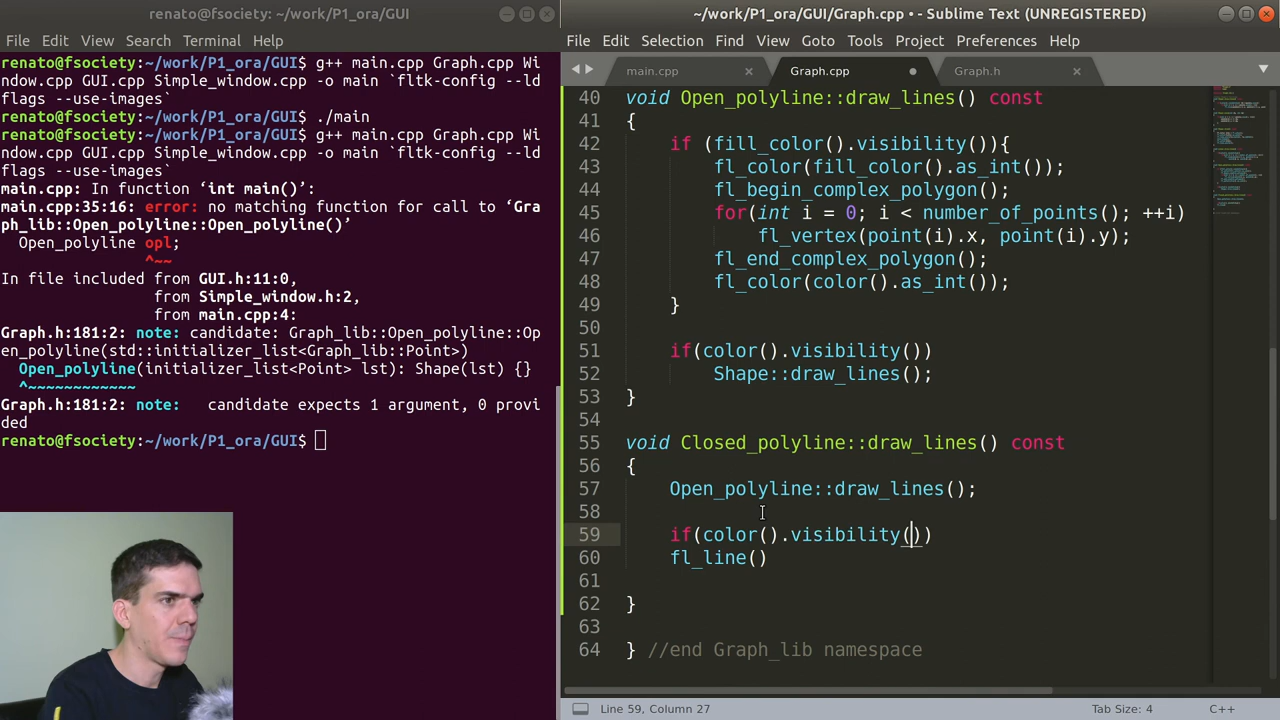 renato@fsociety: ~/work/P1_ora/GUI
File Edit View Search Terminal Help
renato@fsociety:~/work/P1_ora/GUI$ g++ main.cpp Graph.cpp Wi
ndow.cpp GUI.cpp Simple_window.cpp -o main `fltk-config --ld
flags --use-images`
renato@fsociety:~/work/P1_ora/GUI$ ./main
renato@fsociety:~/work/P1_ora/GUI$ g++ main.cpp Graph.cpp Wi
ndow.cpp GUI.cpp Simple_window.cpp -o main `fltk-config --ld
flags --use-images`
main.cpp: In function ‘int main()’:
main.cpp:35:16: error: no matching function for call to ‘Gra
ph_lib::Open_polyline::Open_polyline()’
Open_polyline opl;
^~~
In file included from GUI.h:11:0,
from Simple_window.h:2,
from main.cpp:4:
Graph.h:181:2: note: candidate: Graph_lib::Open_polyline::Op
en_polyline(std::initializer_list<Graph_lib::Point>)
Open_polyline(initializer_list<Point> lst): Shape(lst) {}
^~~~~~~~~~~~~
Graph.h:181:2: note:   candidate expects 1 argument, 0 provi
ded
renato@fsociety:~/work/P1_ora/GUI$
~/work/P1_ora/GUI/Graph.cpp • - Sublime Text (UNREGISTERED)
File Edit Selection Find View Goto Tools Project Preferences Help
main.cpp × Graph.cpp Graph.h ×
40 void Open_polyline::draw_lines() const
41 {
42 if (fill_color().visibility()){
43 fl_color(fill_color().as_int());
44 fl_begin_complex_polygon();
45 for(int i = 0; i < number_of_points(); ++i)
46 fl_vertex(point(i).x, point(i).y);
47 fl_end_complex_polygon();
48 fl_color(color().as_int());
49 }
50
51 if(color().visibility())
52 Shape::draw_lines();
53 }
54
55 void Closed_polyline::draw_lines() const
56 {
57 Open_polyline::draw_lines();
58
59 if(color().visibility())
60 fl_line()
61
62 }
63
64 } //end Graph_lib namespace
Line 59, Column 27 Tab Size: 4 C++